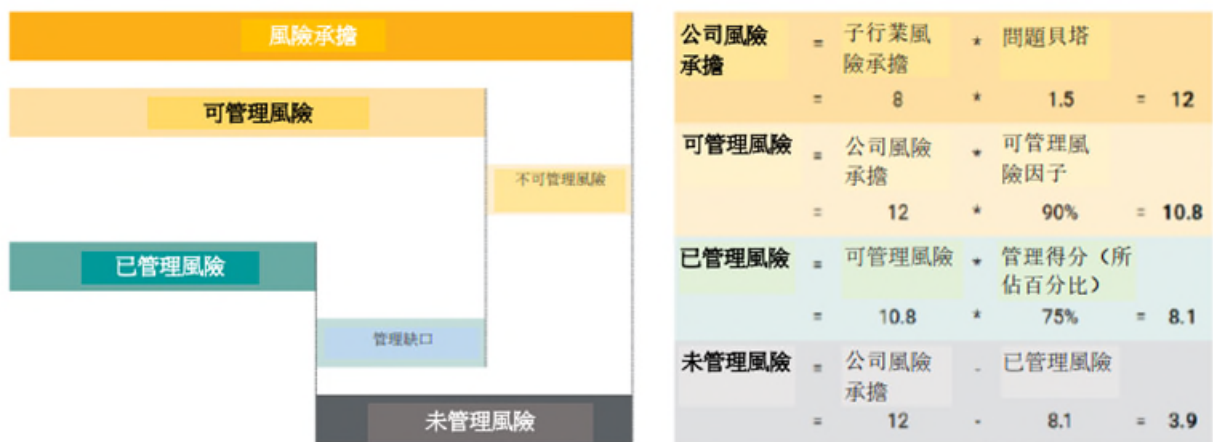 風險承擔
可管理風險
不可管理風險
已管理風險
管理缺口
未管理風險
公司風險 = 子行業風 * 問題貝塔
承擔 險承擔
= 8 * 1.5 = 12
可管理風險 = 公司風險 * 可管理風
承擔 險因子
= 12 * 90% = 10.8
已管理風險 = 可管理風險 * 管理得分（所
佔百分比）
= 10.8 * 75% = 8.1
未管理風險 = 公司風險 - 已管理風險
承擔
= 12 - 8.1 = 3.9